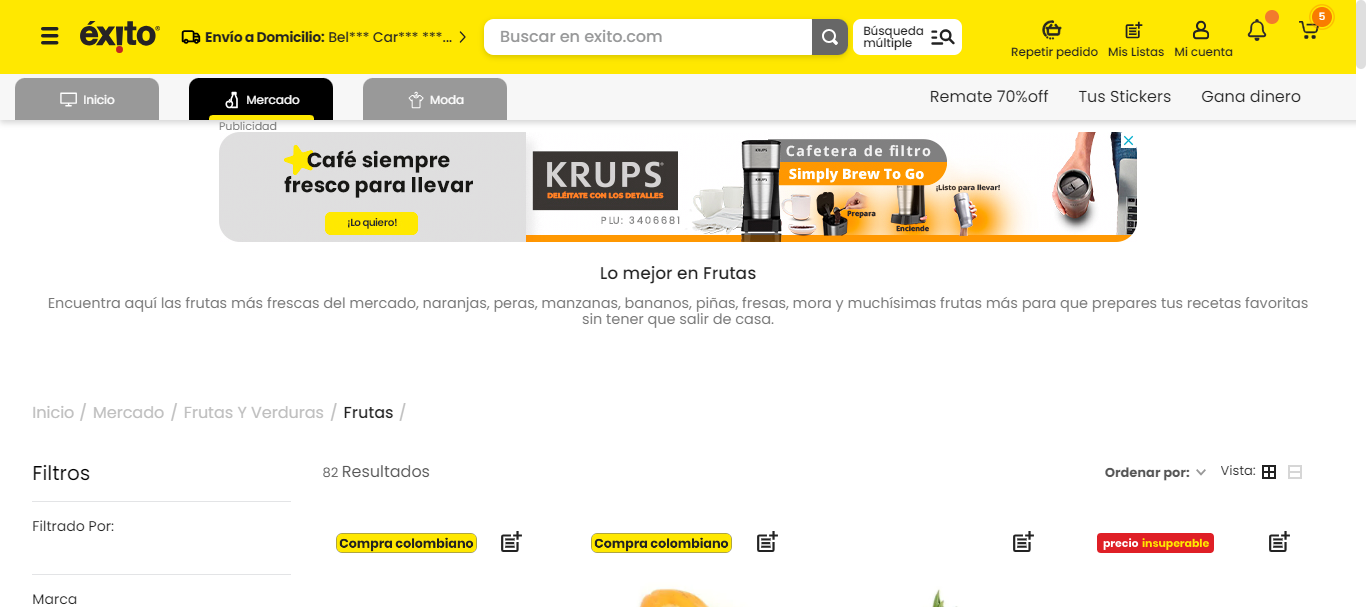 éxito
Envío a Domicilio: Bel*** Car*** ***...
Buscar en exito.com
Búsqueda
múltiple
Repetir pedido
Mis Listas
Mi cuenta
5
Inicio
Mercado
Moda
Remate 70%off
Tus Stickers
Gana dinero
Publicidad
Café siempre
fresco para llevar
¡Lo quiero!
KRUPS
DELÉITATE CON LOS DETALLES
PLU: 3406681
Cafetera de filtro
Simply Brew To Go
Prepara
Enciende
¡Listo para llevar!
Lo mejor en Frutas
Encuentra aquí las frutas más frescas del mercado, naranjas, peras, manzanas, bananos, piñas, fresas, mora y muchísimas frutas más para que prepares tus recetas favoritas
sin tener que salir de casa.
Inicio / Mercado / Frutas Y Verduras / Frutas /
Filtros
82 Resultados
Ordenar por:
Vista:
Filtrado Por:
Compra colombiano
Compra colombiano
precio insuperable
Marca